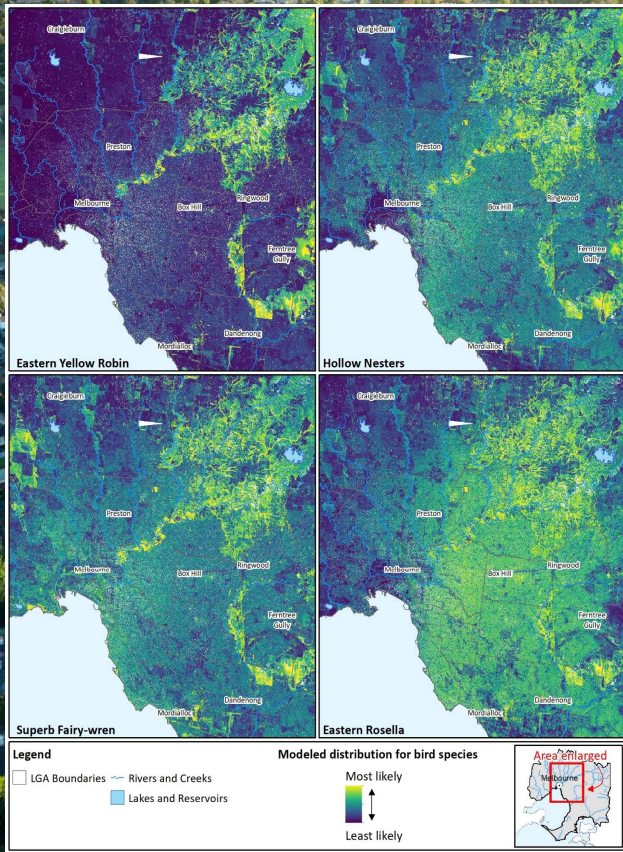 Craigieburn
Preston
Melbourne
Box Hill
Ringwood
Ferntree
Gully
Dandenong
Mordialloc
Eastern Yellow Robin
Craigieburn
Preston
Melbourne
Box Hill
Ringwood
Ferntree
Gully
Dandenong
Mordialloc
Hollow Nesters
Craigieburn
Preston
Melbourne
Box Hill
Ringwood
Ferntree
Gully
Dandenong
Mordialloc
Superb Fairy-wren
Craigieburn
Preston
Melbourne
Box Hill
Ringwood
Ferntree
Gully
Dandenong
Mordialloc
Eastern Rosella
Legend
LGA Boundaries
Rivers and Creeks
Lakes and Reservoirs
Modeled distribution for bird species
Most likely
Least likely
Area enlarged
Melbourne